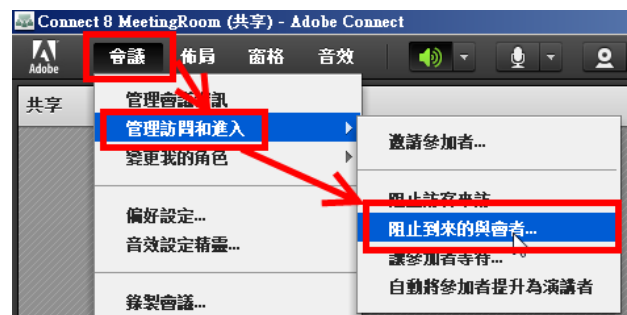 Connect 8 MeetingRoom (共享) - Adobe Connect
Adobe 會議 佈局 窗格 音效
共享
管理會議資訊
管理訪問和進入
變更我的角色
偏好設定...
音效設定精靈...
錄製會議...
邀請參加者...
阻止訪客來訪
阻止到來的與會者...
讓參加者等待...
自動將參加者提升為演講者